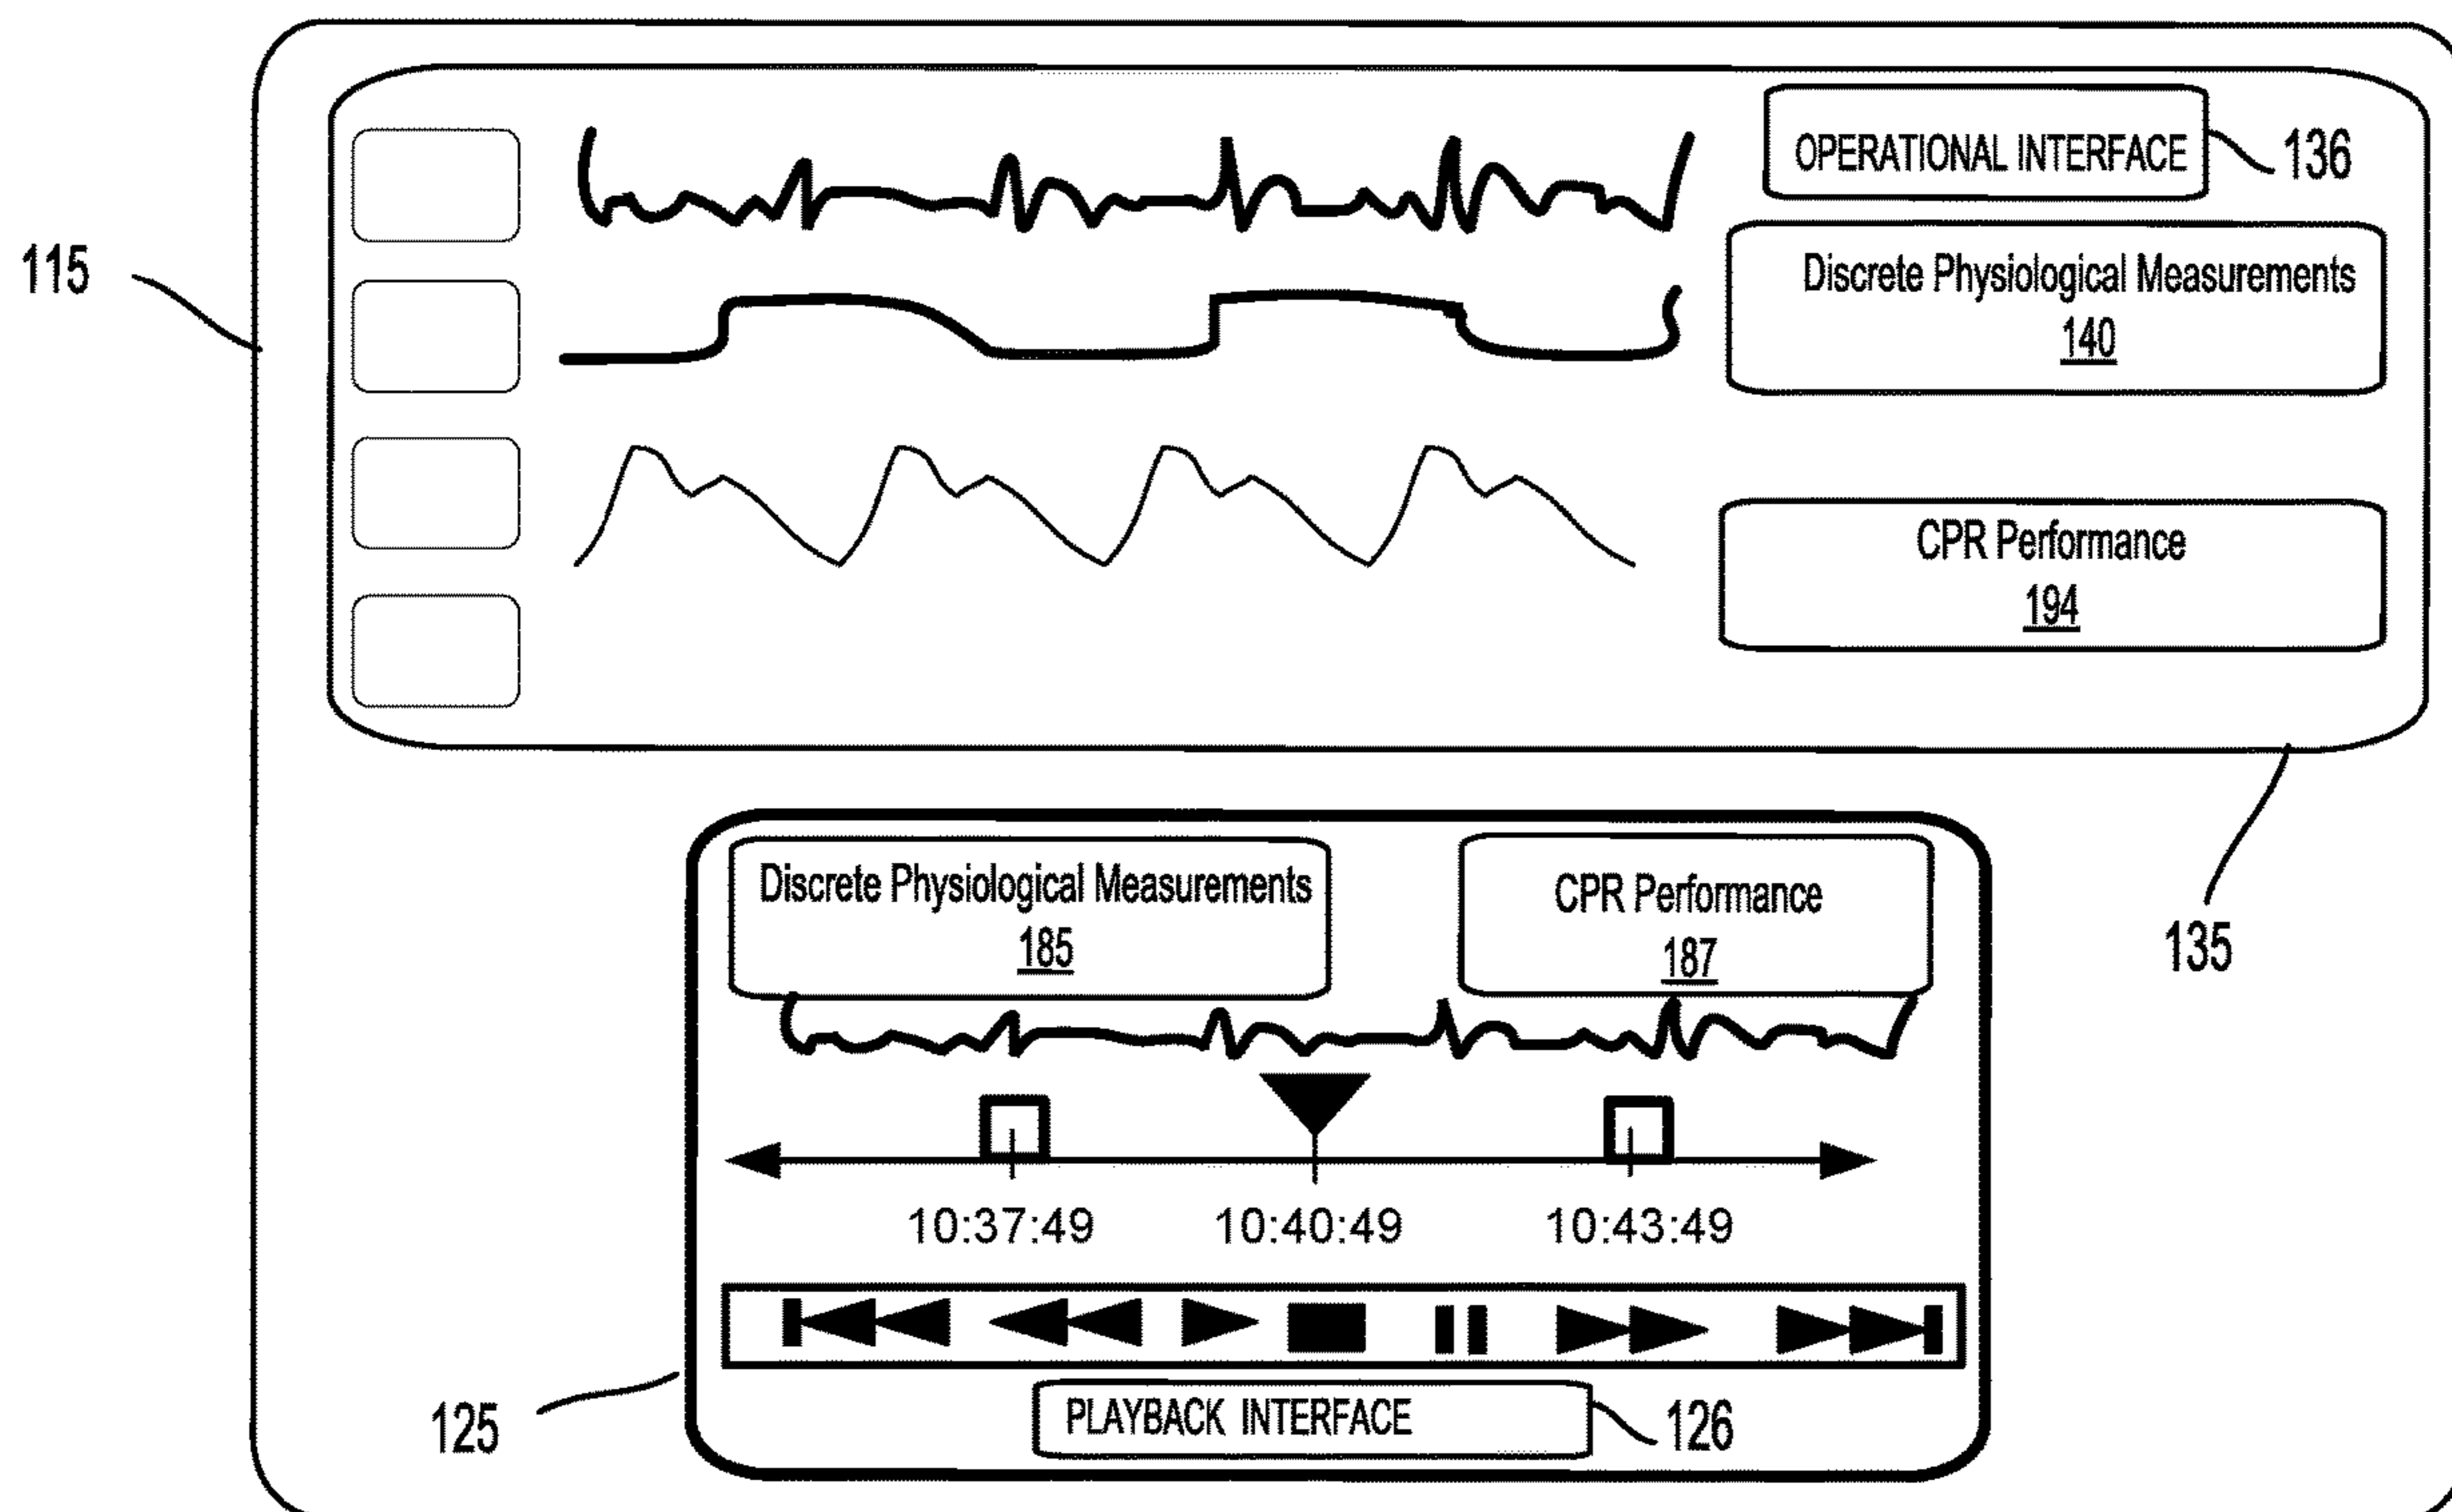 OPERATIONAL INTERFACE
136
115
Discrete Physiological Measurements
140
CPR Performance
194
135
Discrete Physiological Measurements
185
CPR Performance
187
10:37:49 10:40:49 10:43:49
125
PLAYBACK INTERFACE
126